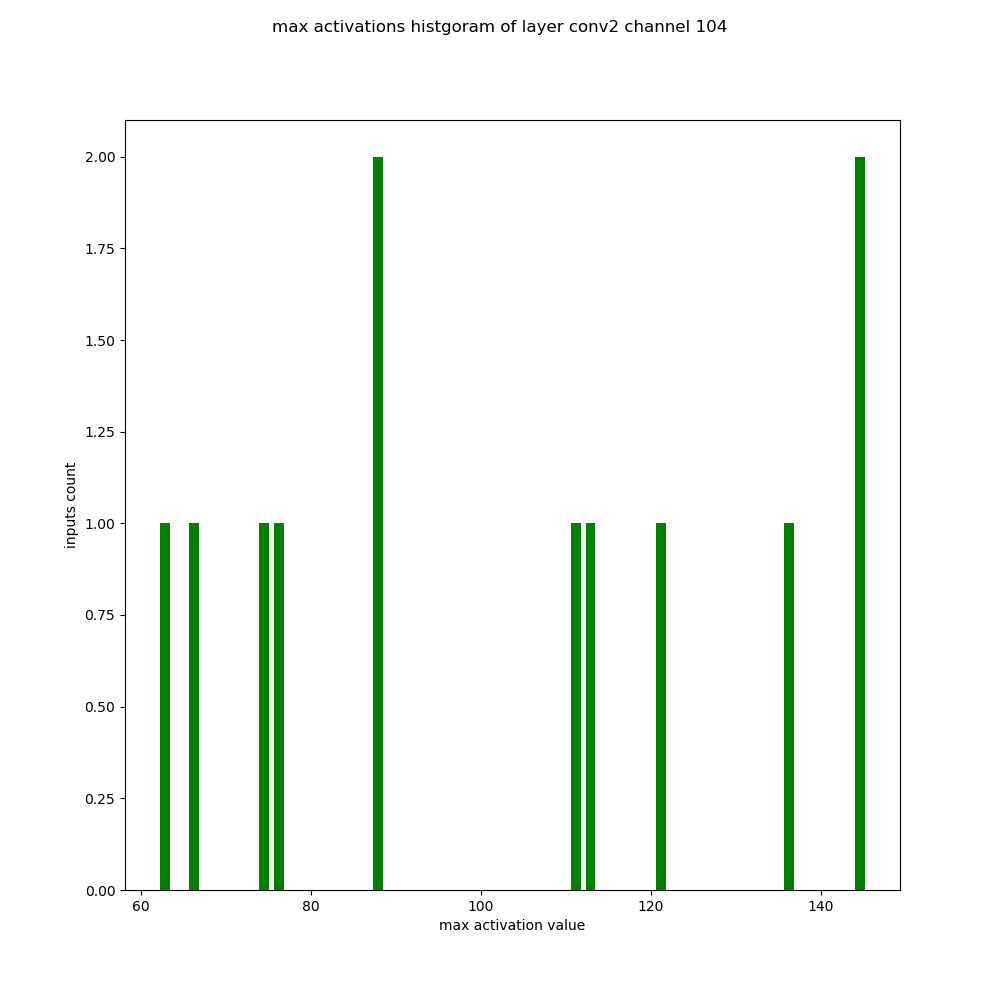 max activations histgoram of layer conv2 channel 104
2.00
1.75
1.50
1.25
1.00
0.75
0.50
0.25
0.00
inputs count
60 80 100 120 140
max activation value